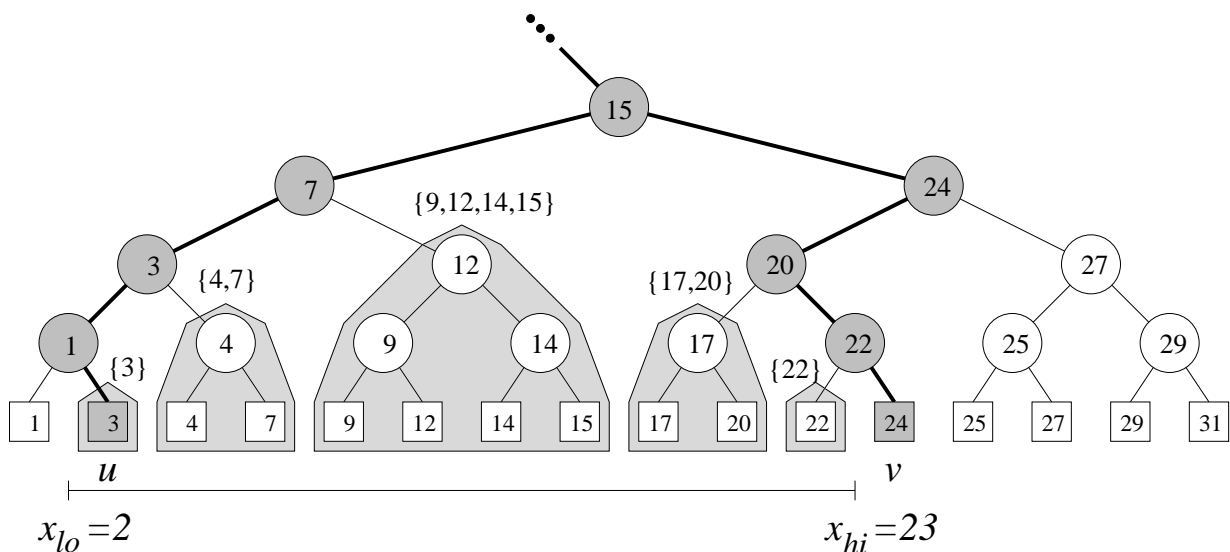 15
7 24
{9,12,14,15}
3 12 20 27
{4,7} {17,20}
1 4 9 14 17 22 25 29
{3} {22}
1 3 4 7 9 12 14 15 17 20 22 24 25 27 29 31
u v
x_lo=2 x_hi=23